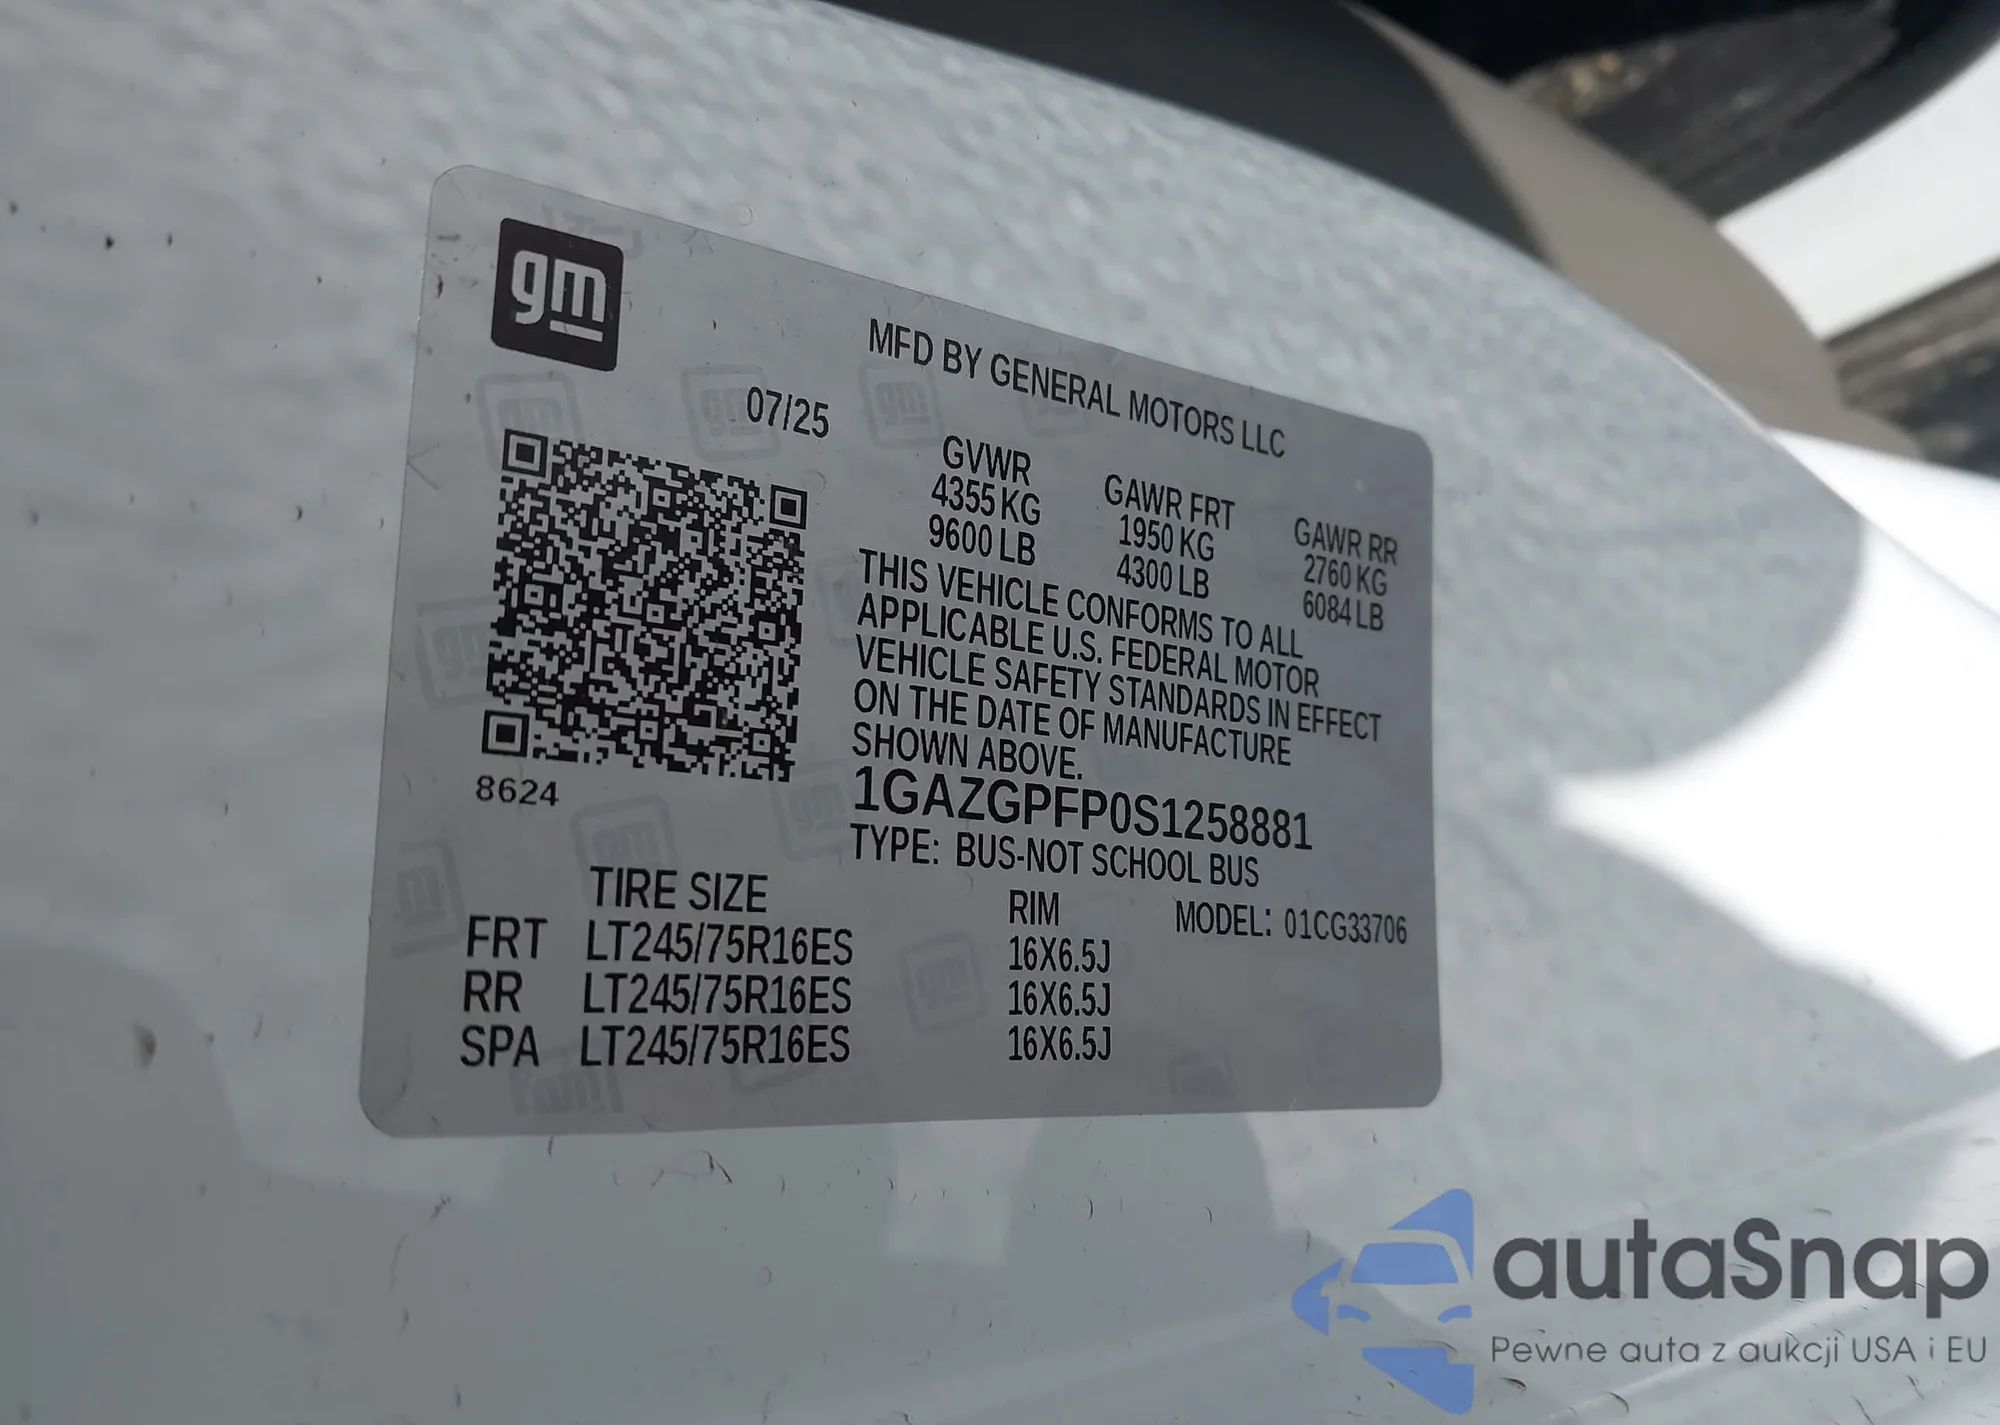 gm
MFD BY GENERAL MOTORS LLC
07/25
GVWR GAWR FRT GAWR RR
4355 KG 1950 KG 2760 KG
9600 LB 4300 LB 6084 LB
THIS VEHICLE CONFORMS TO ALL
APPLICABLE U.S. FEDERAL MOTOR
VEHICLE SAFETY STANDARDS IN EFFECT
ON THE DATE OF MANUFACTURE
SHOWN ABOVE.
8624
1GAZGPFP0S1258881
TYPE: BUS-NOT SCHOOL BUS
TIRE SIZE RIM MODEL: 01CG33706
FRT LT245/75R16ES 16X6.5J
RR LT245/75R16ES 16X6.5J
SPA LT245/75R16ES 16X6.5J
autaSnap
Pewne auta z aukcji USA i EU